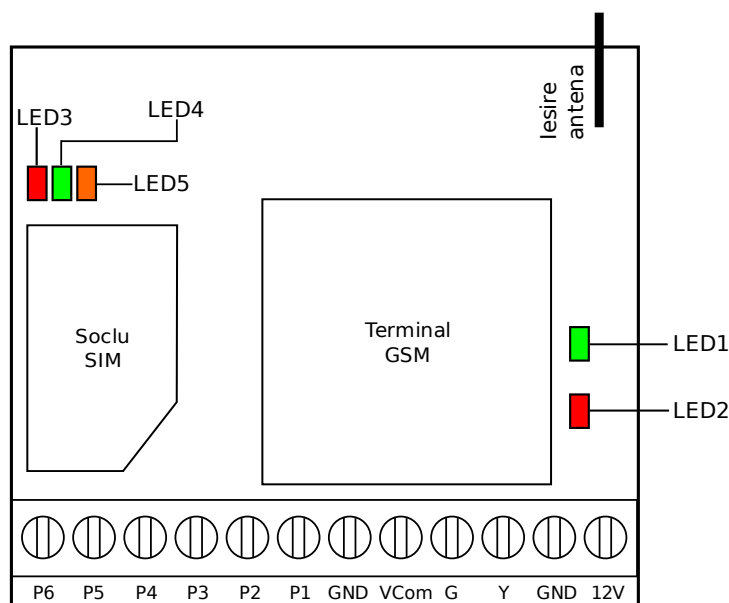 Iesire
antena
LED3
LED4
LED5
Soclu
SIM
Terminal
GSM
LED1
LED2
P6 P5 P4 P3 P2 P1 GND VCom G Y GND 12V